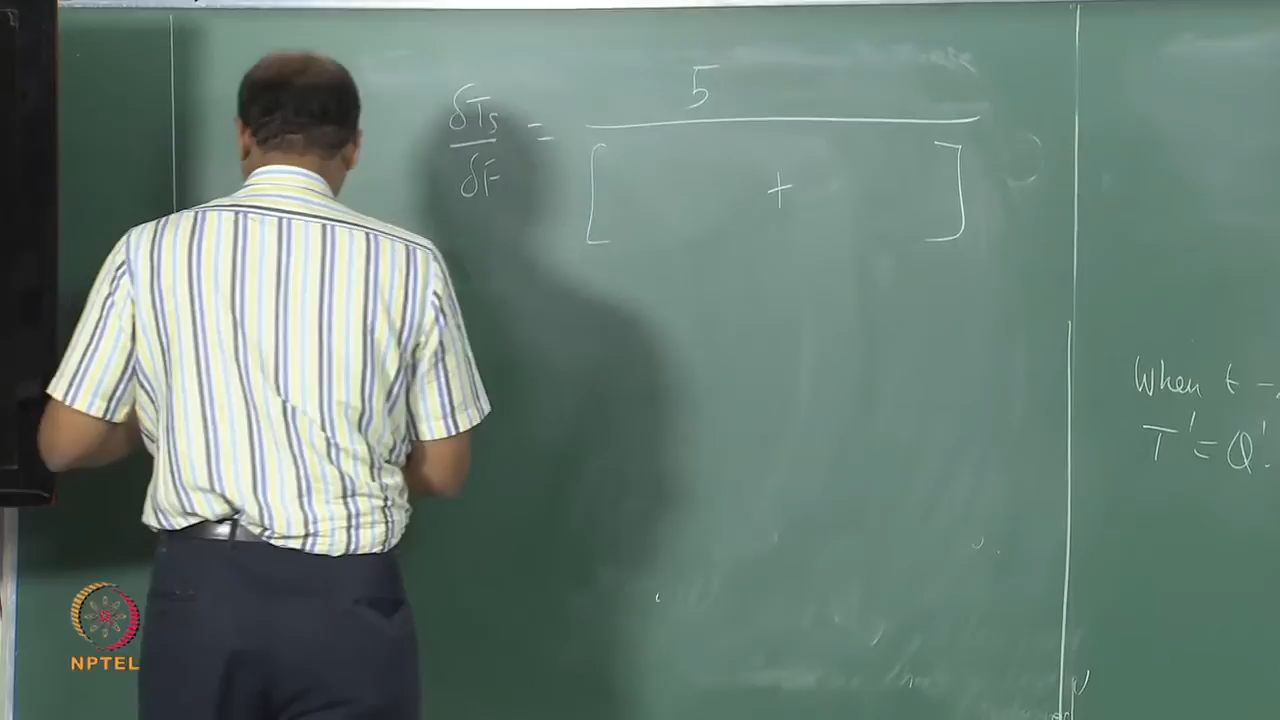 δTs/δF = 5/[ + ]
When t -
T' = Q'
NPTEL